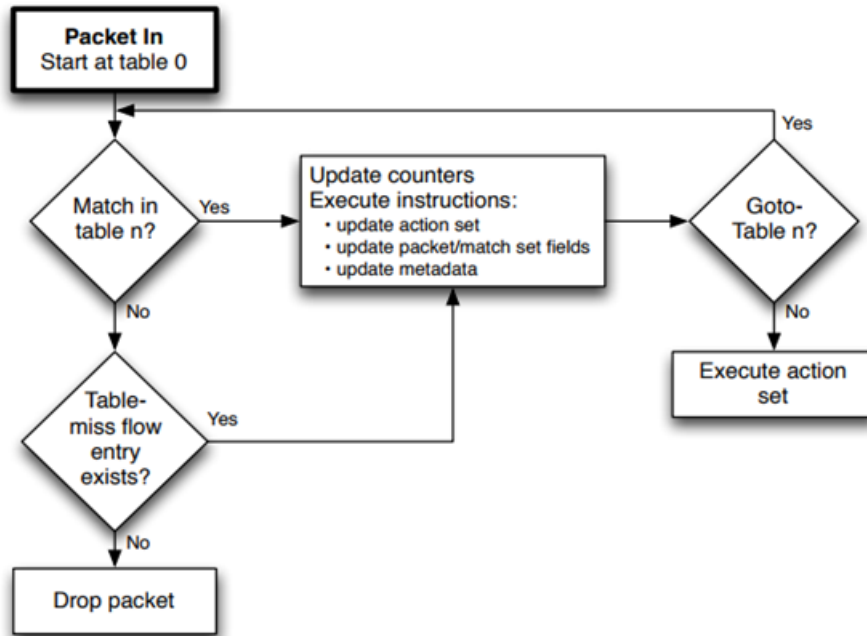 Packet In
Start at table 0
Yes
Match in
table n?
Yes
Update counters
Execute instructions:
• update action set
• update packet/match set fields
• update metadata
Goto-
Table n?
No
No
Table-
miss flow
entry
exists?
Yes
Execute action
set
No
Drop packet